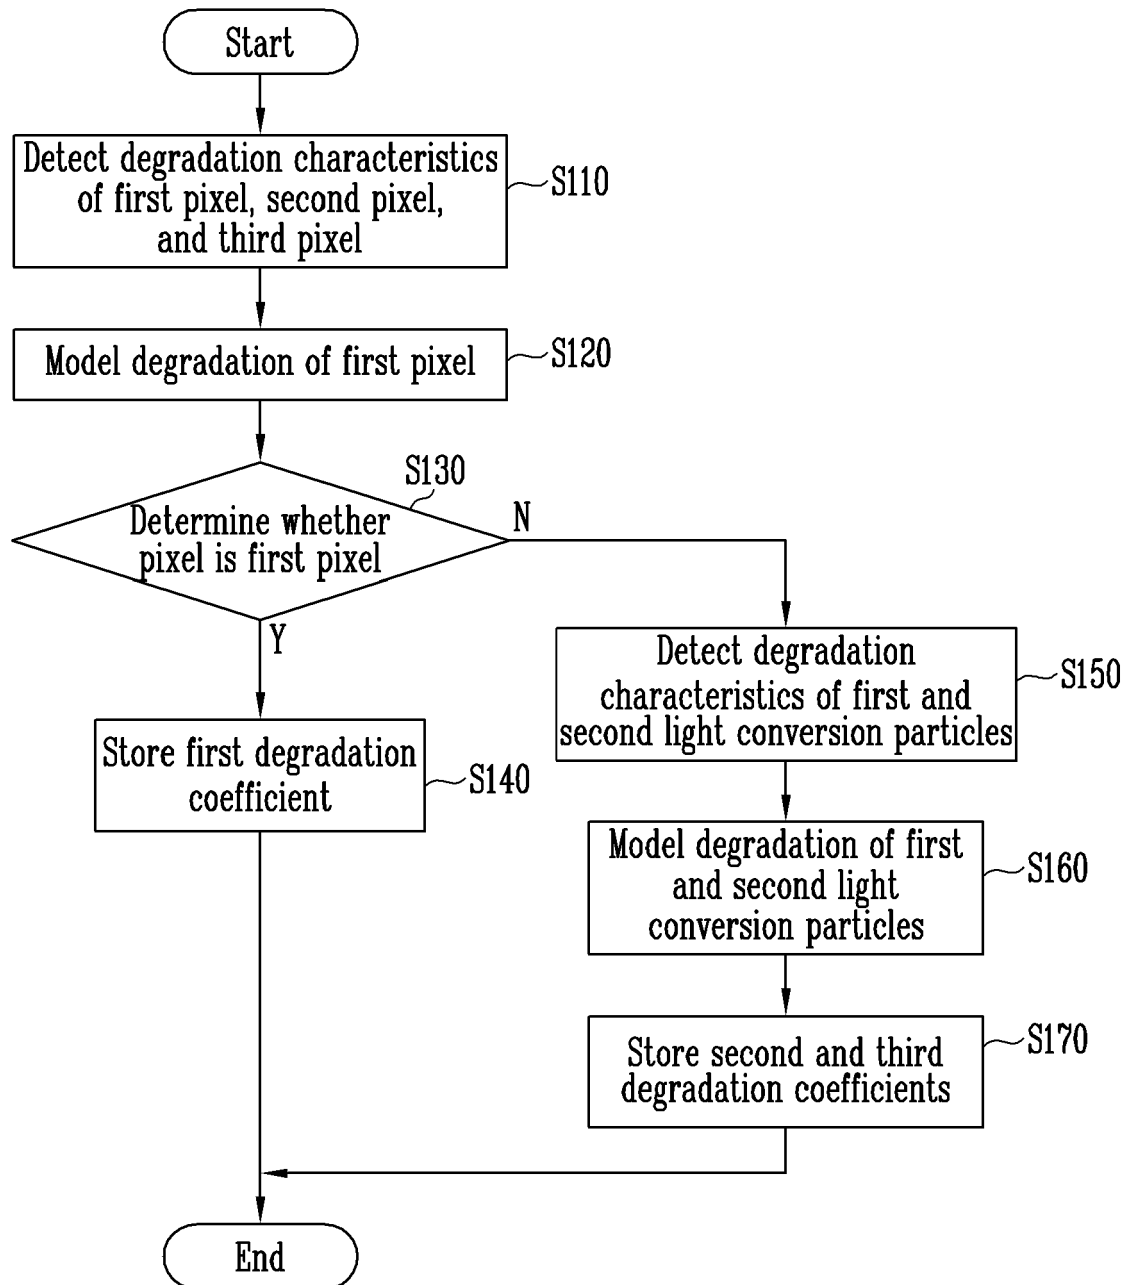 Start
Detect degradation characteristics
of first pixel, second pixel,
and third pixel
S110
Model degradation of first pixel
S120
S130
Determine whether
pixel is first pixel
N
Y
Store first degradation
coefficient
S140
Detect degradation
characteristics of first and
second light conversion particles
S150
Model degradation of first
and second light
conversion particles
S160
Store second and third
degradation coefficients
S170
End